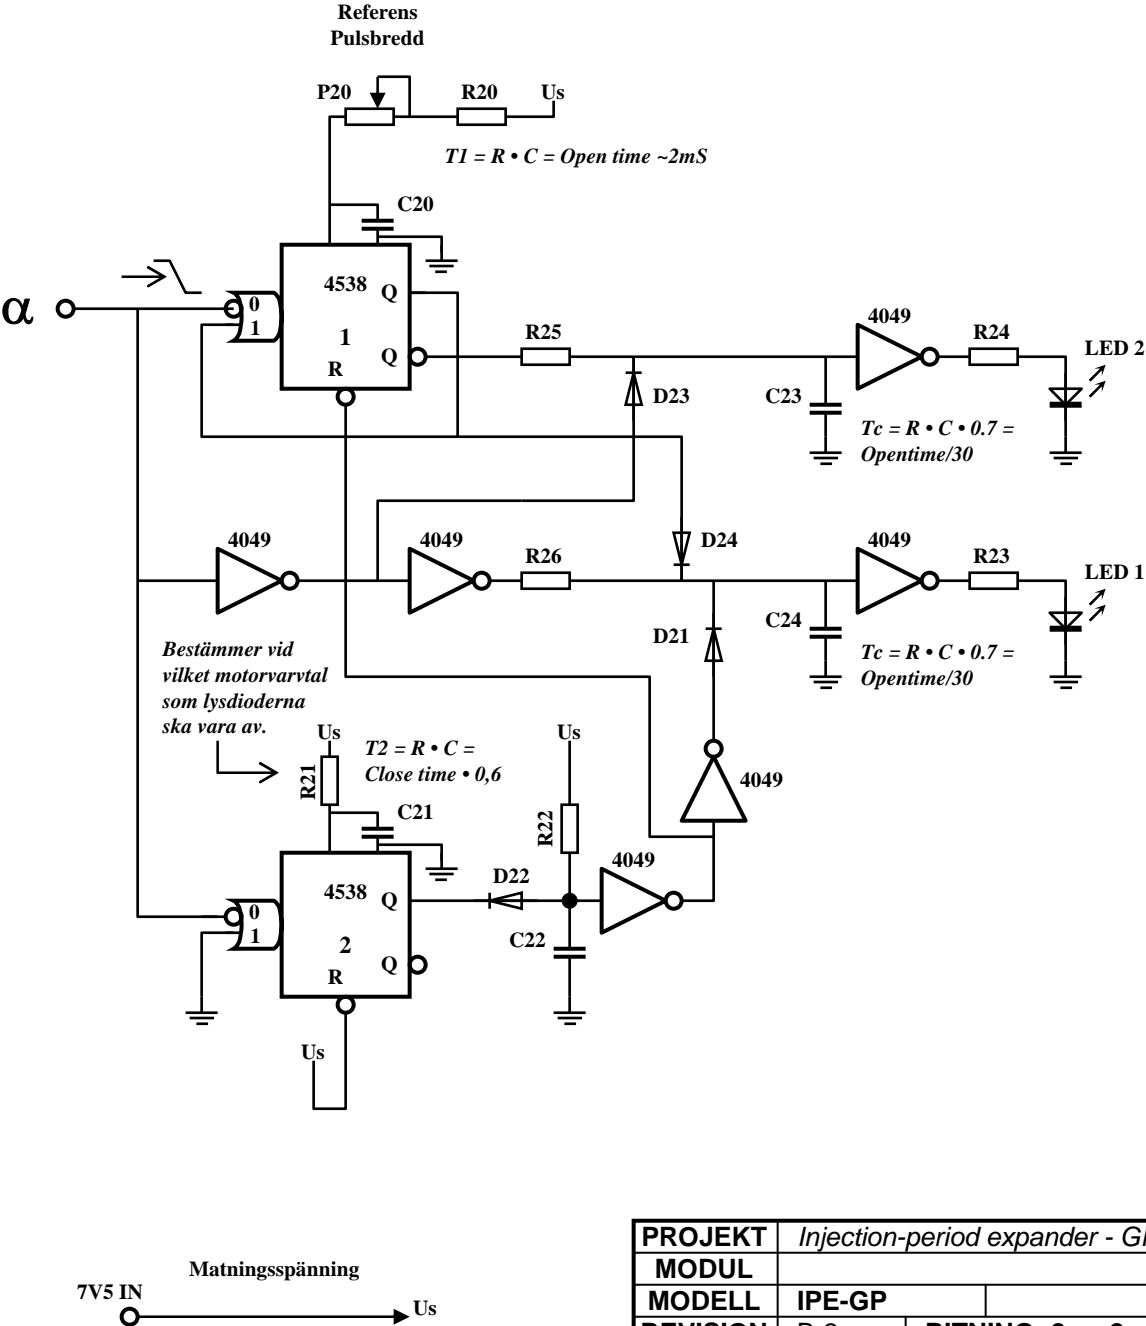 Referens
Pulsbredd
P20
R20
Us
T1 = R • C = Open time ~2mS
C20
4538
Q
0
1
1
Q
R
α
R25
4049
R24
LED 2
D23
C23
Tc = R • C • 0.7 =
Opentime/30
4049
4049
R26
D24
4049
R23
LED 1
D21
C24
Tc = R • C • 0.7 =
Opentime/30
Bestämmer vid
vilket motorvarvtal
som lysdioderna
ska vara av.
Us
T2 = R • C =
Close time • 0,6
R21
C21
Us
R22
4049
4049
D22
4538
Q
0
1
2
Q
R
C22
Us
Matningsspänning
7V5 IN
Us
PROJEKT Injection-period expander -
MODUL
MODELL IPE-GP
REVISION